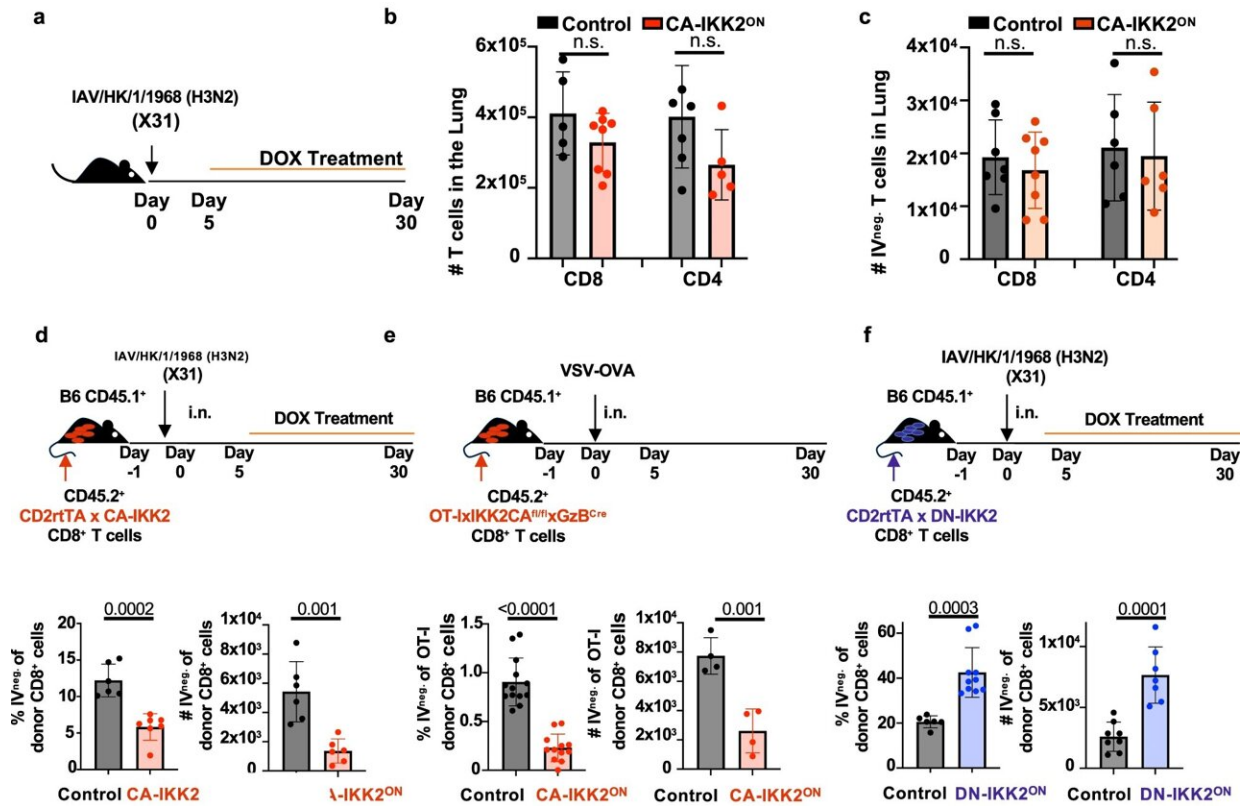 a
IAV/HK/1/1968 (H3N2)
(X31)
DOX Treatment
Day
0
Day
5
Day
30
b
Control CA-IKK2ON
# T cells in the Lung
6x10⁵
4x10⁵
2x10⁵
0
n.s.
n.s.
CD8
CD4
c
Control CA-IKK2ON
# IVneg. T cells in Lung
4x10⁴
3x10⁴
2x10⁴
1x10⁴
0
n.s.
n.s.
CD8
CD4
d
IAV/HK/1/1968 (H3N2)
(X31)
B6 CD45.1⁺
i.n.
DOX Treatment
Day
-1
Day
0
Day
5
Day
30
CD45.2⁺
CD2rtTA x CA-IKK2
CD8⁺ T cells
% IVneg. of
donor CD8⁺ cells
20
15
10
5
0
0.0002
Control CA-IKK2
# IVneg. of
donor CD8⁺ cells
1x10⁴
8x10³
6x10³
4x10³
2x10³
0
0.001
-IKK2ON
e
VSV-OVA
B6 CD45.1⁺
i.n.
Day
-1
Day
0
Day
5
Day
30
CD45.2⁺
OT-IxIKK2CAfl/flxGzBCre
CD8⁺ T cells
% IVneg. of OT-I
donor CD8⁺ cells
1.5
1.0
0.5
0
<0.0001
Control CA-IKK2ON
# IVneg. of OT-I
donor CD8⁺ cells
1x10⁴
8x10³
6x10³
4x10³
2x10³
0
0.001
Control CA-IKK2ON
f
IAV/HK/1/1968 (H3N2)
(X31)
B6 CD45.1⁺
i.n.
DOX Treatment
Day
-1
Day
0
Day
5
Day
30
CD45.2⁺
CD2rtTA x DN-IKK2
CD8⁺ T cells
% IVneg. of
donor CD8⁺ cells
60
40
20
0
0.0003
Control DN-IKK2ON
# IVneg. of
donor CD8⁺ cells
1x10⁴
5x10³
0
0.0001
Control DN-IKK2ON